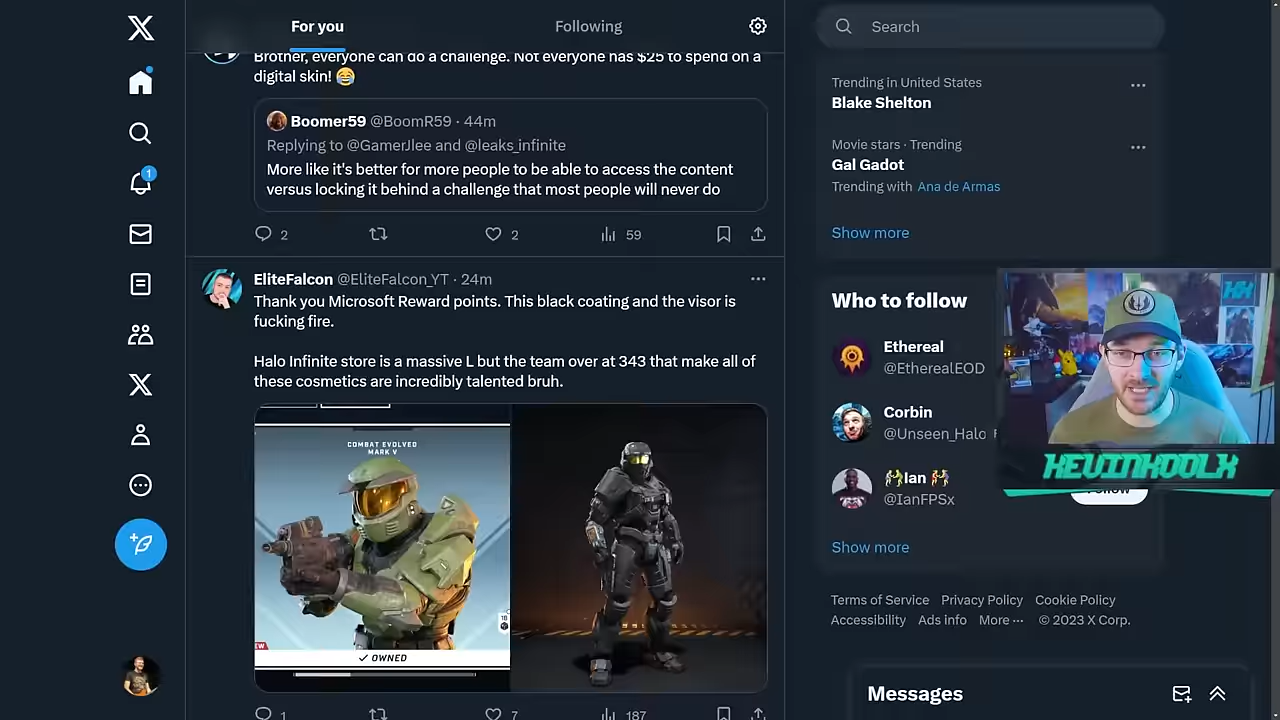 For you
Following
Search
Brother, everyone can do a challenge. Not everyone has $25 to spend on a
digital skin! 😂
Boomer59 @BoomR59 · 44m
Replying to @GamerJlee and @leaks_infinite
More like it's better for more people to be able to access the content
versus locking it behind a challenge that most people will never do
2
2
59
EliteFalcon @EliteFalcon_YT · 24m
Thank you Microsoft Reward points. This black coating and the visor is
fucking fire.
Halo Infinite store is a massive L but the team over at 343 that make all of
these cosmetics are incredibly talented bruh.
COMBAT EVOLVED
MARK V
OWNED
1
7
187
1
Trending in United States
Blake Shelton
Movie stars · Trending
Gal Gadot
Trending with Ana de Armas
Show more
Who to follow
Ethereal
@EtherealEOD
Corbin
@Unseen_Halo
Ian
@IanFPSx
Follow
Show more
KEVINKOOLX
Terms of Service Privacy Policy Cookie Policy
Accessibility Ads info More ··· © 2023 X Corp.
Messages